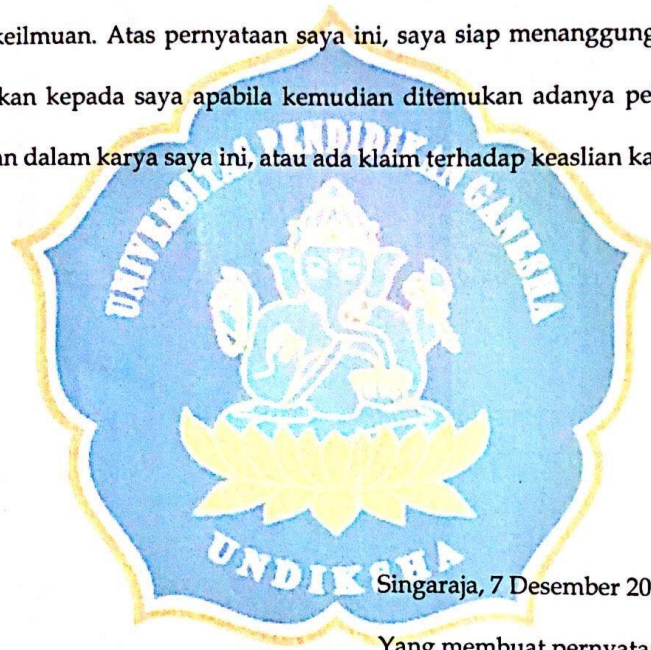 keilmuan. Atas pernyataan saya ini, saya siap menanggung
kan kepada saya apabila kemudian ditemukan adanya pe
an dalam karya saya ini, atau ada klaim terhadap keaslian ka
UNIVERSITAS PENDIDIKAN GANESHA
UNDIKSHA
Singaraja, 7 Desember 20
Yang membuat pernyata